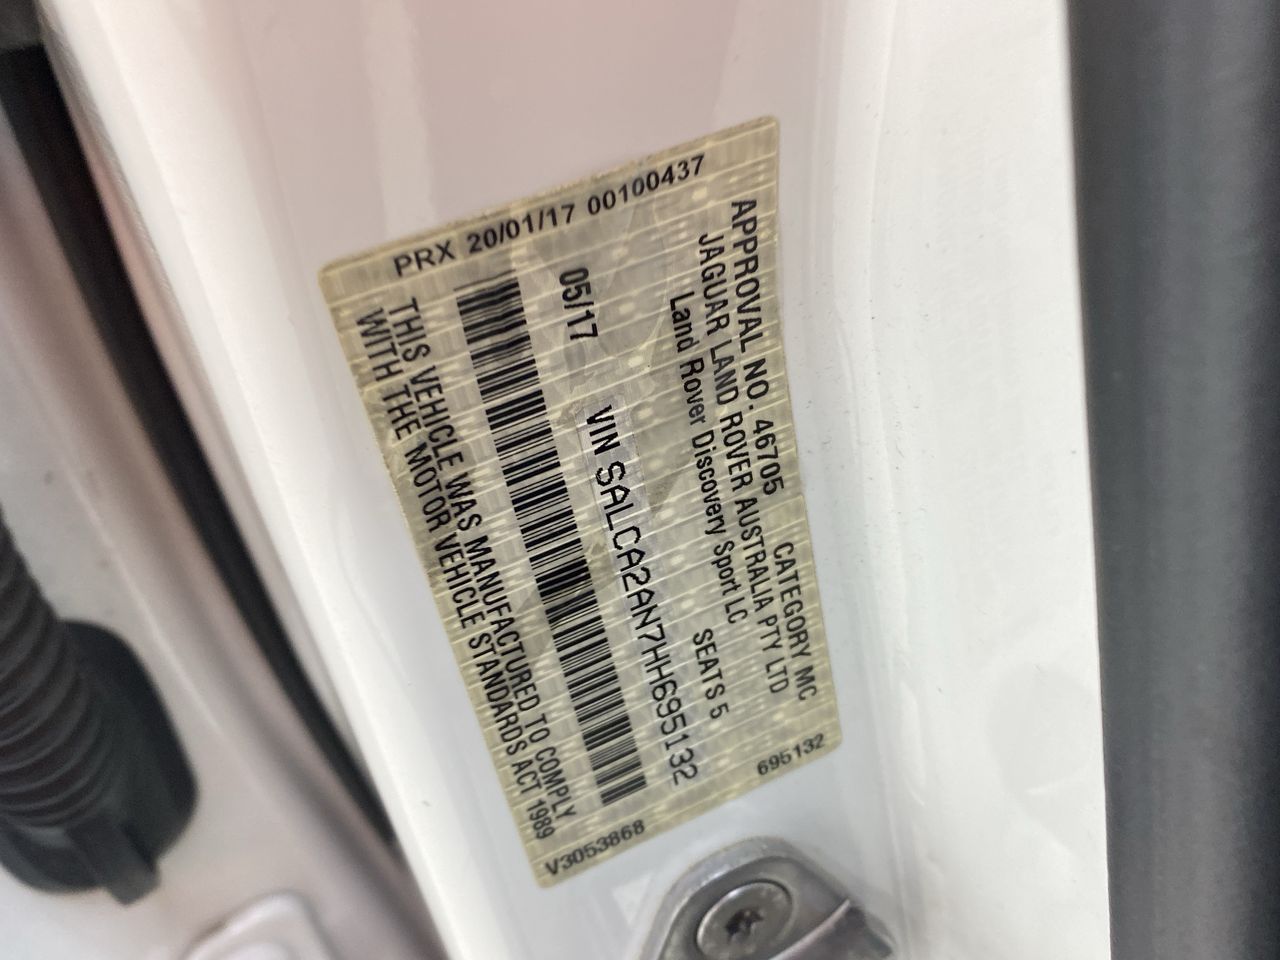 APPROVAL NO. 46705 CATEGORY MC
JAGUAR LAND ROVER AUSTRALIA PTY LTD
Land Rover Discovery Sport LC
05/17 SEATS 5
VIN SALCA2AN7HH695132
THIS VEHICLE WAS MANUFACTURED TO COMPLY
WITH THE MOTOR VEHICLE STANDARDS ACT 1989
PRX 20/01/17 00100437
695132
V3053868